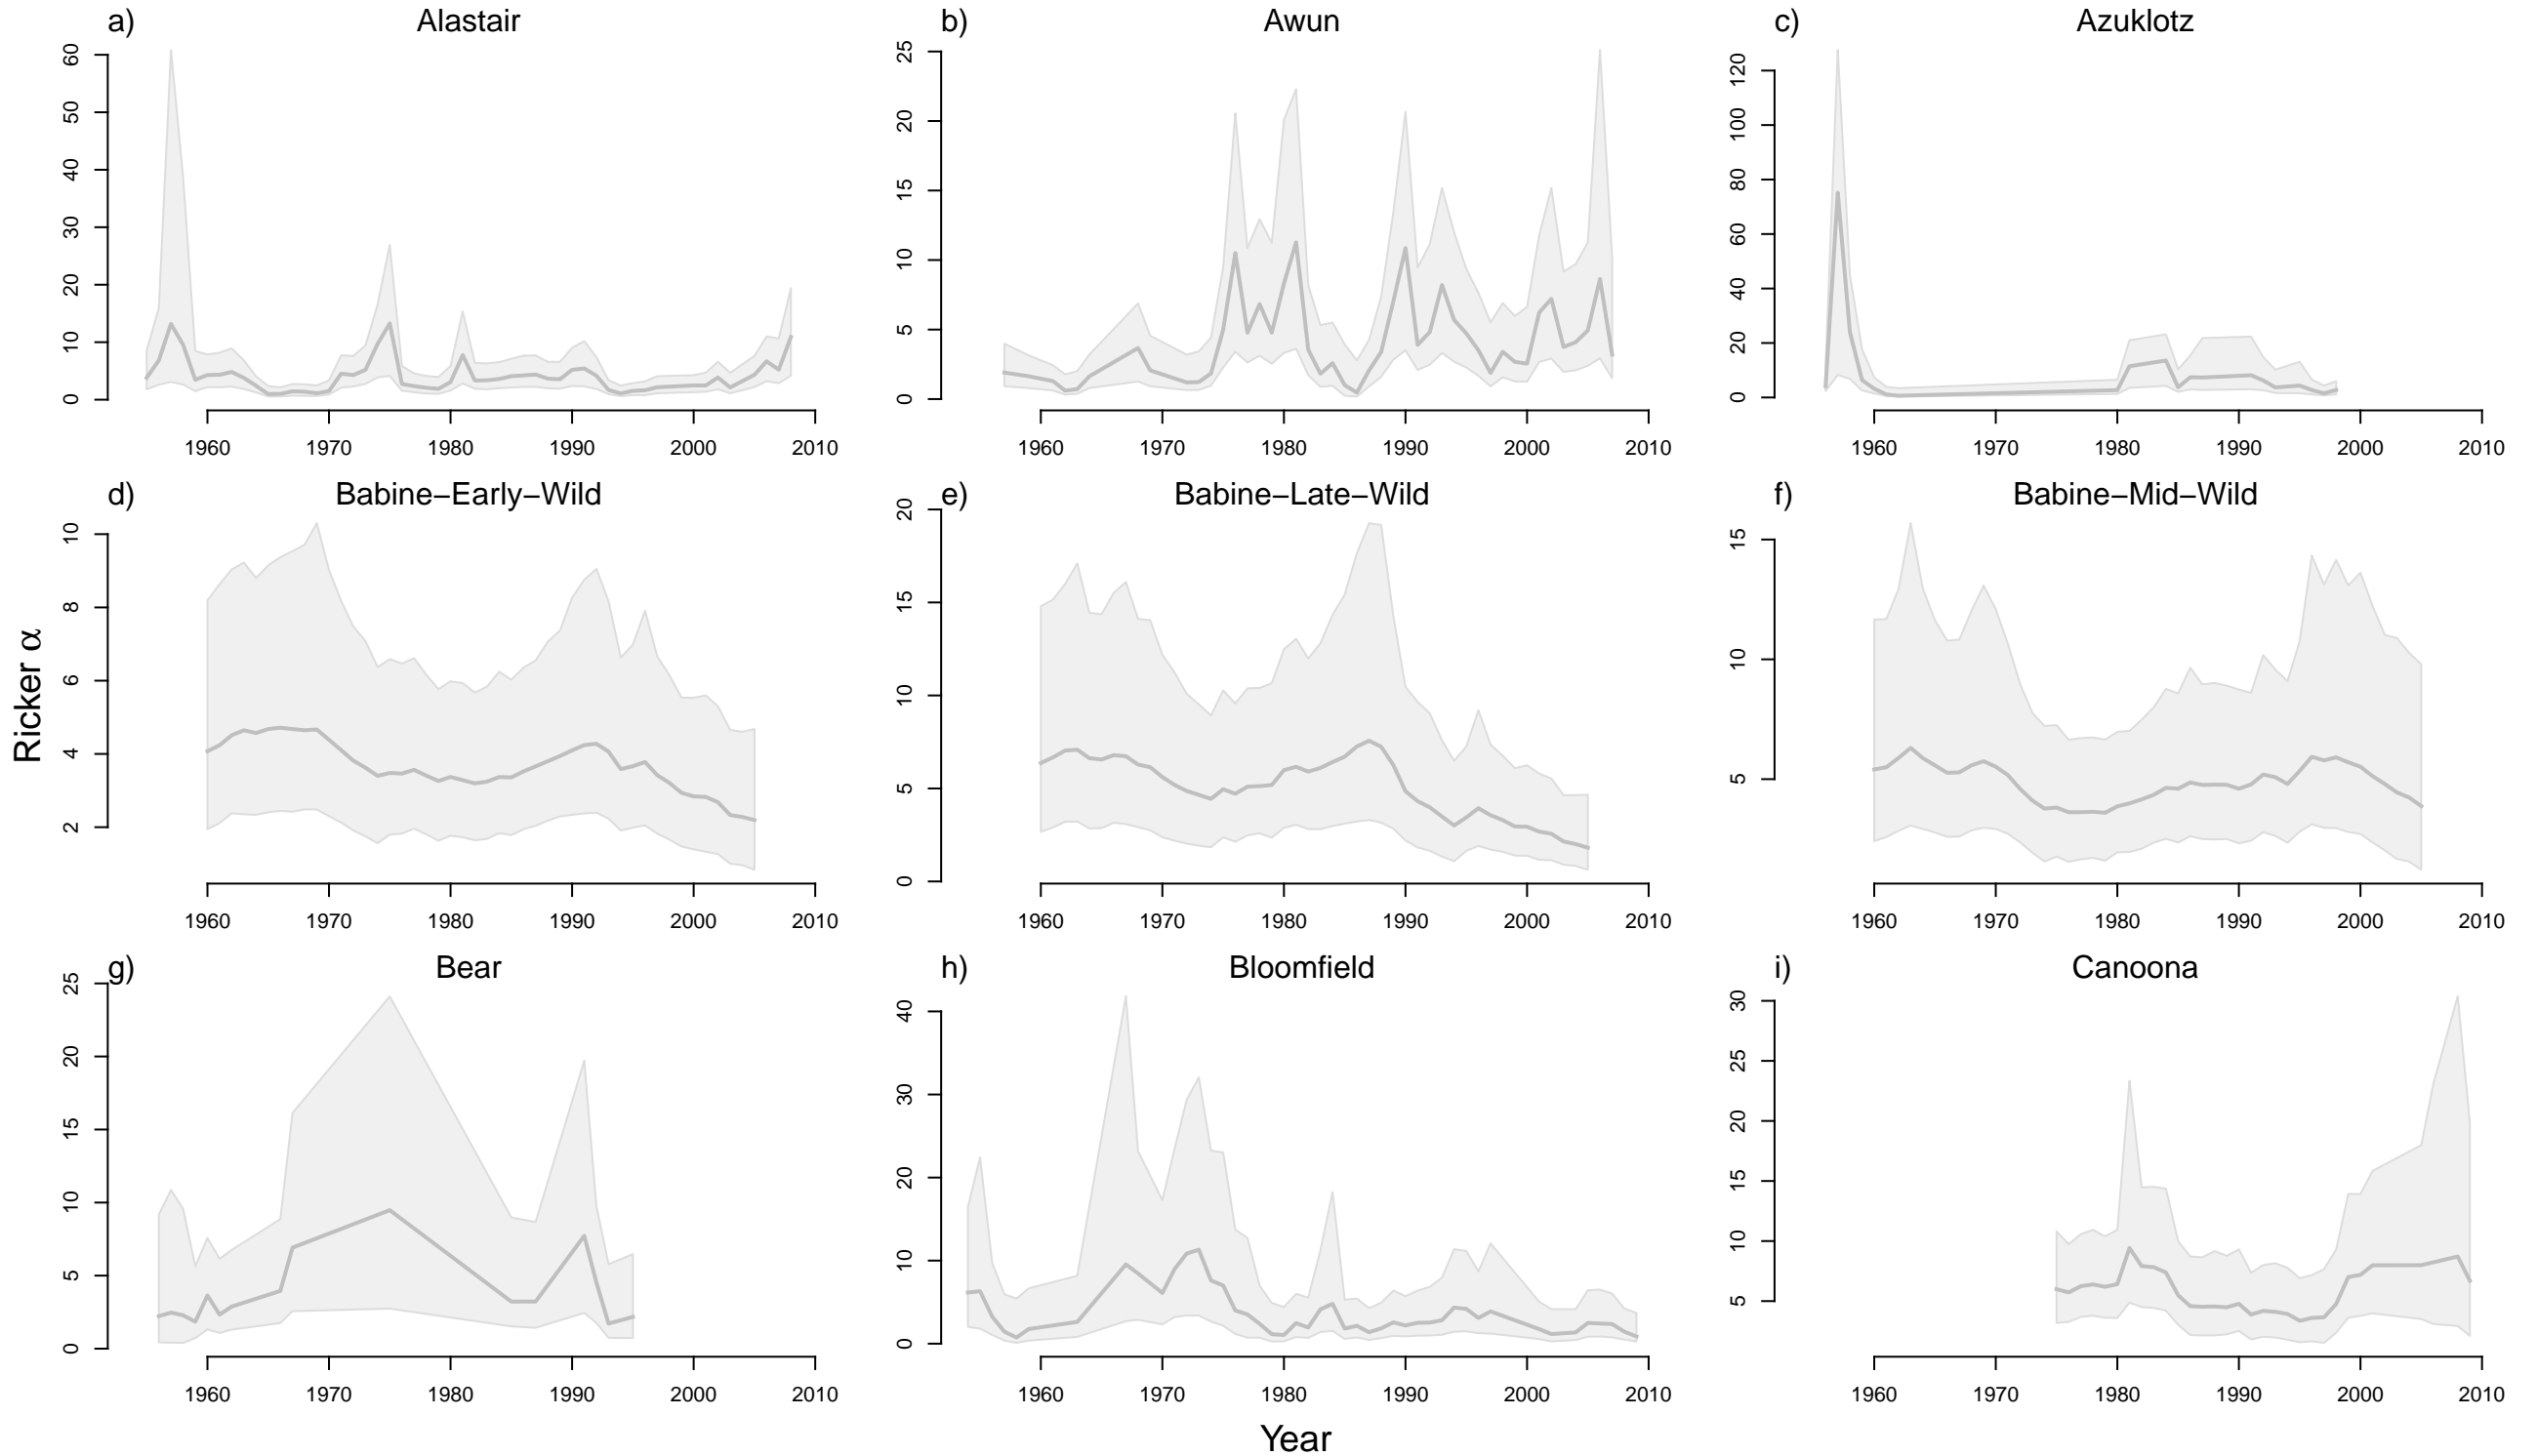 a) Alastair
60
50
40
30
20
10
0
1960 1970 1980 1990 2000 2010
b) Awun
25
20
15
10
5
0
1960 1970 1980 1990 2000 2010
c) Azuklotz
120
100
80
60
40
20
0
1960 1970 1980 1990 2000 2010
d) Babine−Early−Wild
10
8
6
4
2
1960 1970 1980 1990 2000 2010
e) Babine−Late−Wild
20
15
10
5
0
1960 1970 1980 1990 2000 2010
f) Babine−Mid−Wild
15
10
5
1960 1970 1980 1990 2000 2010
Ricker α
g) Bear
25
20
15
10
5
0
1960 1970 1980 1990 2000 2010
h) Bloomfield
40
30
20
10
0
1960 1970 1980 1990 2000 2010
i) Canoona
30
25
20
15
10
5
1960 1970 1980 1990 2000 2010
Year